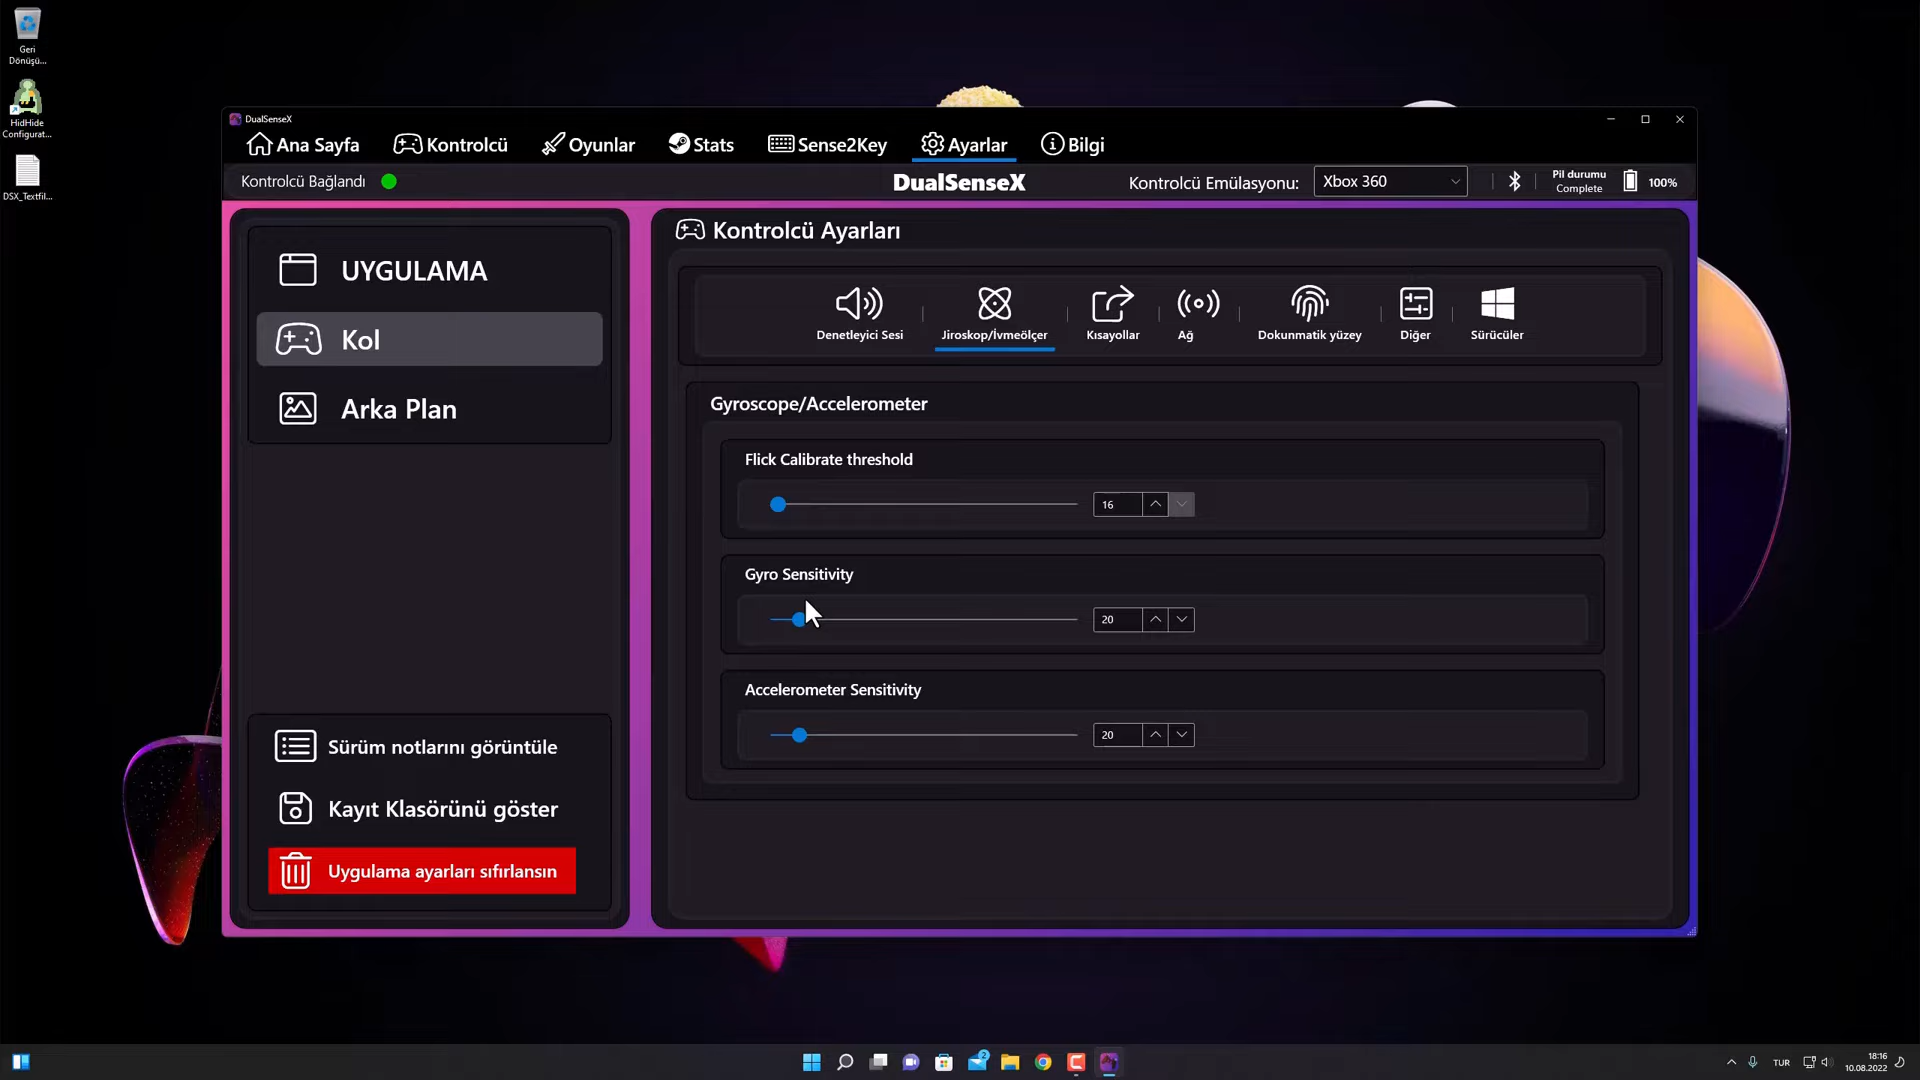 Geri
Dönüşü...
HidHide
Configurat...
DSX_Textfil...
DualSenseX
Ana Sayfa
Kontrolcü
Oyunlar
Stats
Sense2Key
Ayarlar
Bilgi
Kontrolcü Bağlandı
DualSenseX
Kontrolcü Emülasyonu:
Xbox 360
Pil durumu
Complete
100%
UYGULAMA
Kol
Arka Plan
Sürüm notlarını görüntüle
Kayıt Klasörünü göster
Uygulama ayarları sıfırlansın
Kontrolcü Ayarları
Denetleyici Sesi
Jiroskop/İvmeölçer
Kısayollar
Ağ
Dokunmatik yüzey
Diğer
Sürücüler
Gyroscope/Accelerometer
Flick Calibrate threshold
16
Gyro Sensitivity
20
Accelerometer Sensitivity
20
2
TUR
18:16
10.08.2022